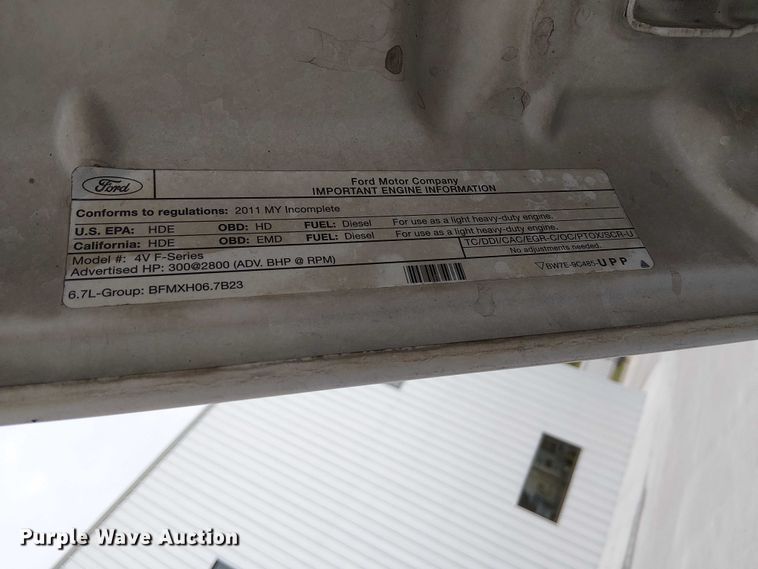 Ford
Ford Motor Company
IMPORTANT ENGINE INFORMATION
Conforms to regulations: 2011 MY Incomplete
U.S. EPA: HDE OBD: HD FUEL: Diesel For use as a light heavy-duty engine.
California: HDE OBD: EMD FUEL: Diesel For use as a light heavy-duty engine.
Model #: 4V F-Series No adjustments needed.
Advertised HP: 300@2800 (ADV. BHP @ RPM) TC/DDI/CAC/EGR-C/OC/PTOX/SCR-U
6.7L-Group: BFMXH06.7B23 BW7E-9C485-UPP
Purple Wave Auction